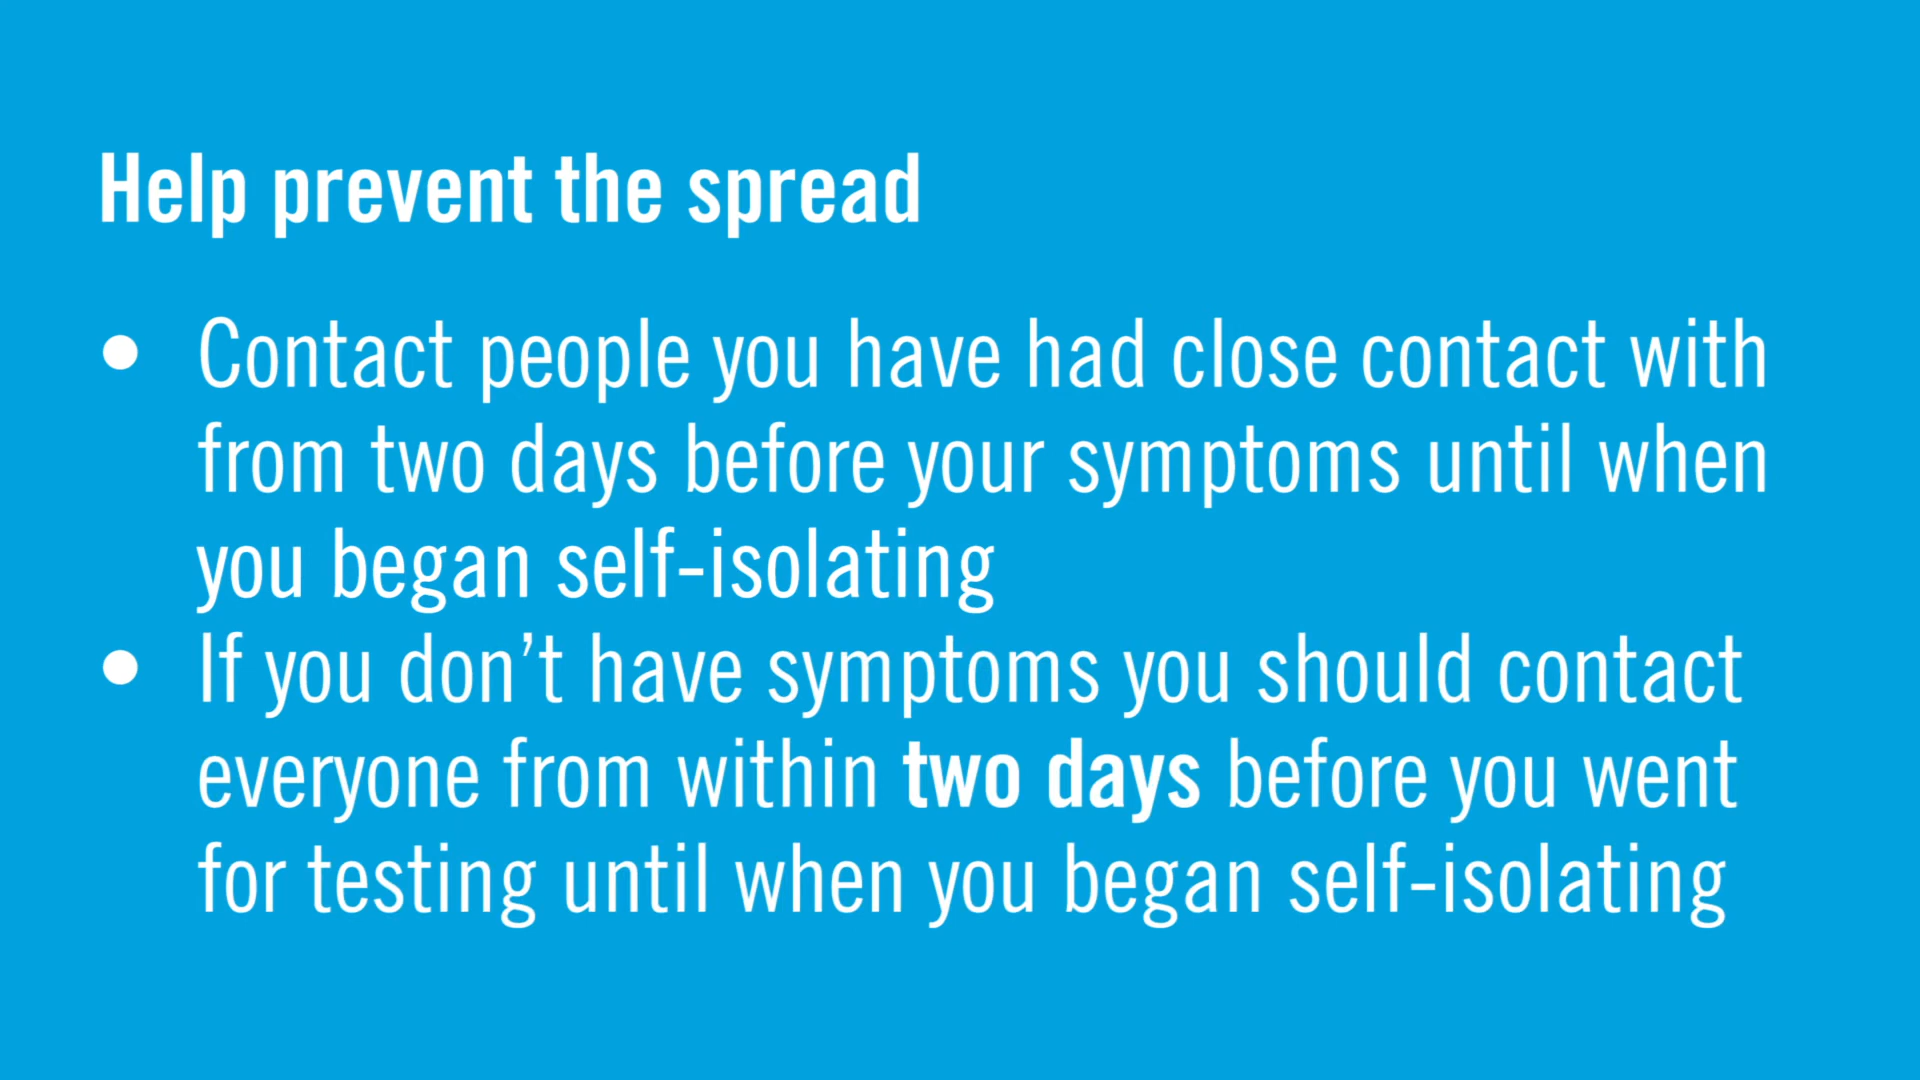 Help prevent the spread
• Contact people you have had close contact with
from two days before your symptoms until when
you began self-isolating
• If you don’t have symptoms you should contact
everyone from within two days before you went
for testing until when you began self-isolating